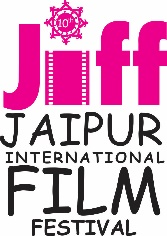 10th
Jiff
JAIPUR
INTERNATIONAL
FILM
FESTIVAL